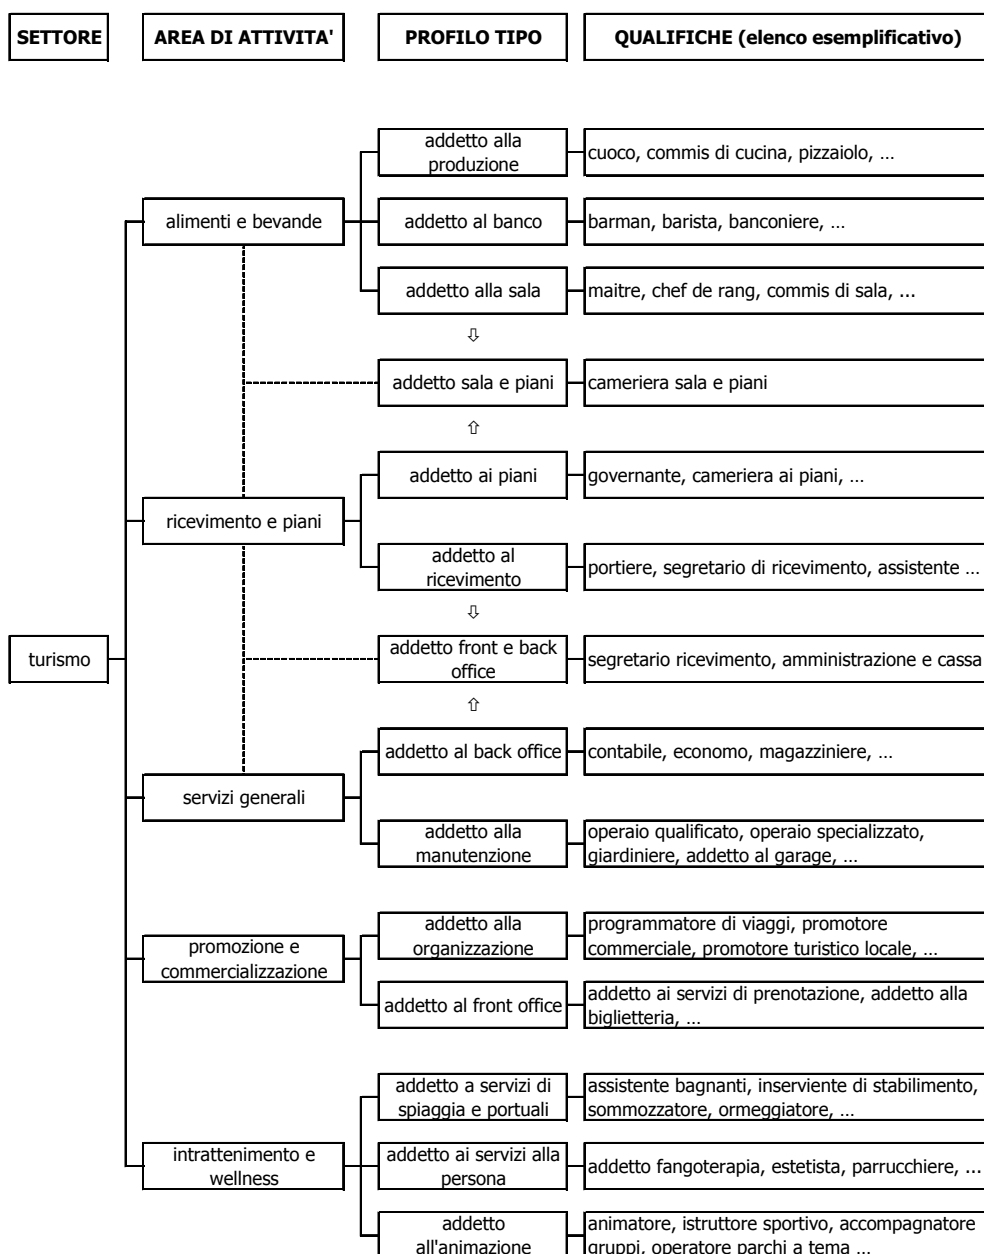 SETTORE
AREA DI ATTIVITA'
PROFILO TIPO
QUALIFICHE (elenco esemplificativo)
addetto alla
produzione
cuoco, commis di cucina, pizzaiolo, ...
alimenti e bevande
addetto al banco
barman, barista, banconiere, ...
addetto alla sala
maitre, chef de rang, commis di sala, ...
⇩
addetto sala e piani
cameriera sala e piani
⇧
addetto ai piani
governante, cameriera ai piani, ...
ricevimento e piani
addetto al
ricevimento
portiere, segretario di ricevimento, assistente ...
⇩
turismo
addetto front e back
office
segretario ricevimento, amministrazione e cassa
⇧
addetto al back office
contabile, economo, magazziniere, ...
servizi generali
addetto alla
manutenzione
operaio qualificato, operaio specializzato,
giardiniere, addetto al garage, ...
promozione e
commercializzazione
addetto alla
organizzazione
programmatore di viaggi, promotore
commerciale, promotore turistico locale, ...
addetto al front office
addetto ai servizi di prenotazione, addetto alla
biglietteria, ...
addetto a servizi di
spiaggia e portuali
assistente bagnanti, inserviente di stabilimento,
sommozzatore, ormeggiatore, ...
intrattenimento e
wellness
addetto ai servizi alla
persona
addetto fangoterapia, estetista, parrucchiere, ...
addetto
all'animazione
animatore, istruttore sportivo, accompagnatore
gruppi, operatore parchi a tema ...